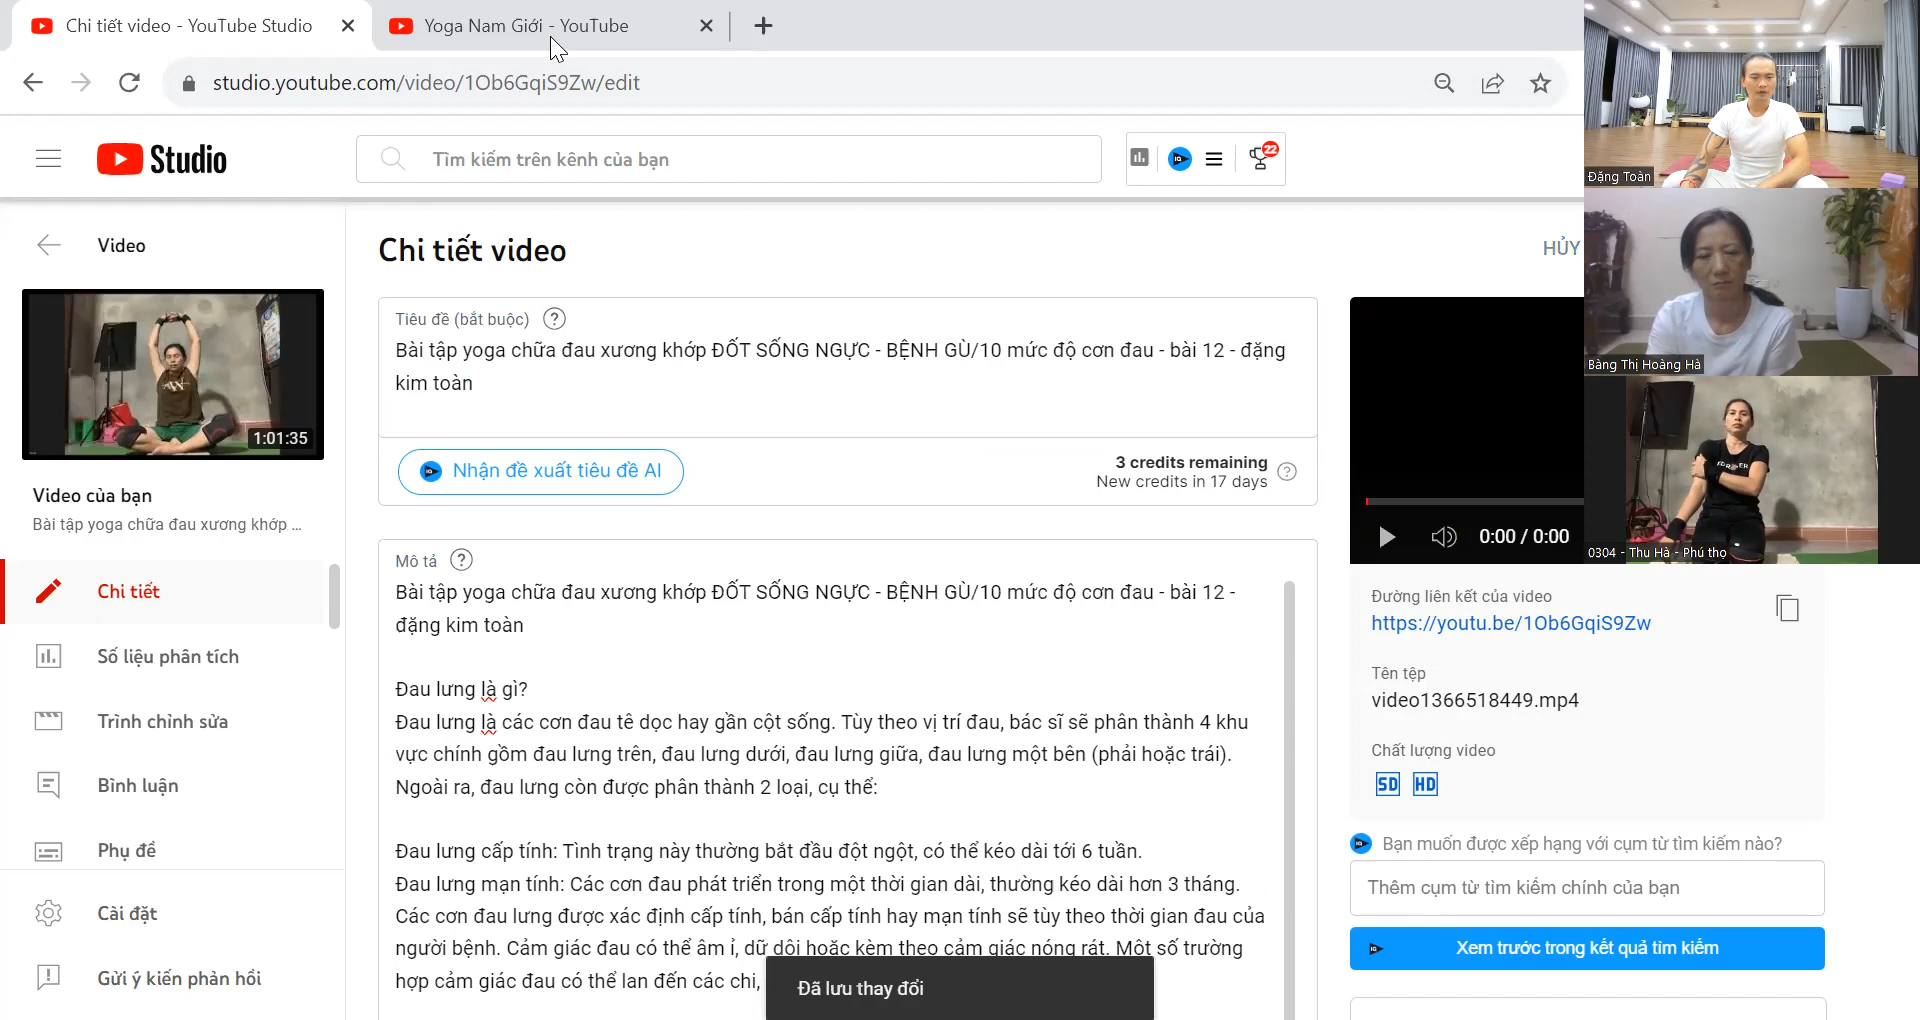 Chi tiết video - YouTube Studio
Yoga Nam Giới - YouTube
studio.youtube.com/video/1Ob6GqiS9Zw/edit
Studio
Tìm kiếm trên kênh của bạn
22
Đặng Toàn
Video
1:01:35
Video của bạn
Bài tập yoga chữa đau xương khớp ...
Chi tiết
Số liệu phân tích
Trình chỉnh sửa
Bình luận
Phụ đề
Cài đặt
Gửi ý kiến phản hồi
Chi tiết video
HỦY
Tiêu đề (bắt buộc)
Bài tập yoga chữa đau xương khớp ĐỐT SỐNG NGỰC - BỆNH GÙ/10 mức độ cơn đau - bài 12 - đặng
kim toàn
Nhận đề xuất tiêu đề AI
3 credits remaining
New credits in 17 days
Mô tả
Bài tập yoga chữa đau xương khớp ĐỐT SỐNG NGỰC - BỆNH GÙ/10 mức độ cơn đau - bài 12 -
đặng kim toàn
Đau lưng là gì?
Đau lưng là các cơn đau tê dọc hay gần cột sống. Tùy theo vị trí đau, bác sĩ sẽ phân thành 4 khu
vực chính gồm đau lưng trên, đau lưng dưới, đau lưng giữa, đau lưng một bên (phải hoặc trái).
Ngoài ra, đau lưng còn được phân thành 2 loại, cụ thể:
Đau lưng cấp tính: Tình trạng này thường bắt đầu đột ngột, có thể kéo dài tới 6 tuần.
Đau lưng mạn tính: Các cơn đau phát triển trong một thời gian dài, thường kéo dài hơn 3 tháng.
Các cơn đau lưng được xác định cấp tính, bán cấp tính hay mạn tính sẽ tùy theo thời gian đau của
người bệnh. Cảm giác đau có thể âm ỉ, dữ dội hoặc kèm theo cảm giác nóng rát. Một số trường
hợp cảm giác đau có thể lan đến các chi,
Đã lưu thay đổi
Bàng Thị Hoàng Hà
0304 - Thu Hà - Phú thọ
0:00 / 0:00
Đường liên kết của video
https://youtu.be/1Ob6GqiS9Zw
Tên tệp
video1366518449.mp4
Chất lượng video
SD HD
Bạn muốn được xếp hạng với cụm từ tìm kiếm nào?
Thêm cụm từ tìm kiếm chính của bạn
Xem trước trong kết quả tìm kiếm